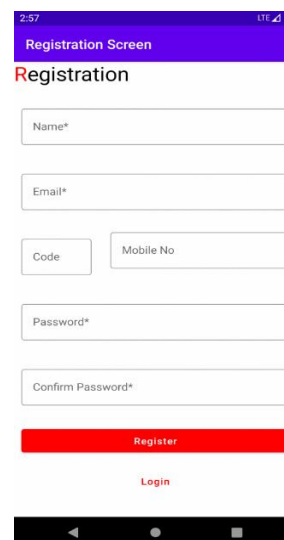 2:57 LTE
Registration Screen
Registration
Name*
Email*
Code Mobile No
Password*
Confirm Password*
Register
Login